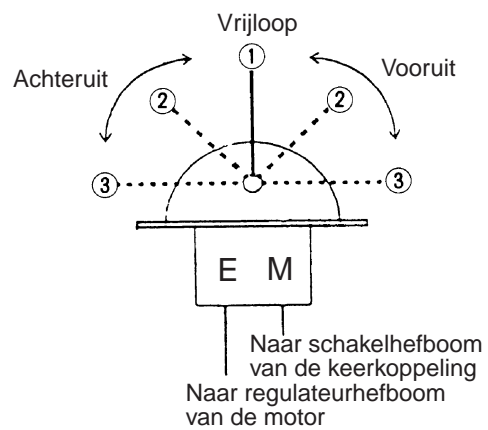 Vrijloop
①
Achteruit
Vooruit
②
②
③
③
E M
Naar schakelhefboom
van de keerkoppeling
Naar regulateurhefboom
van de motor